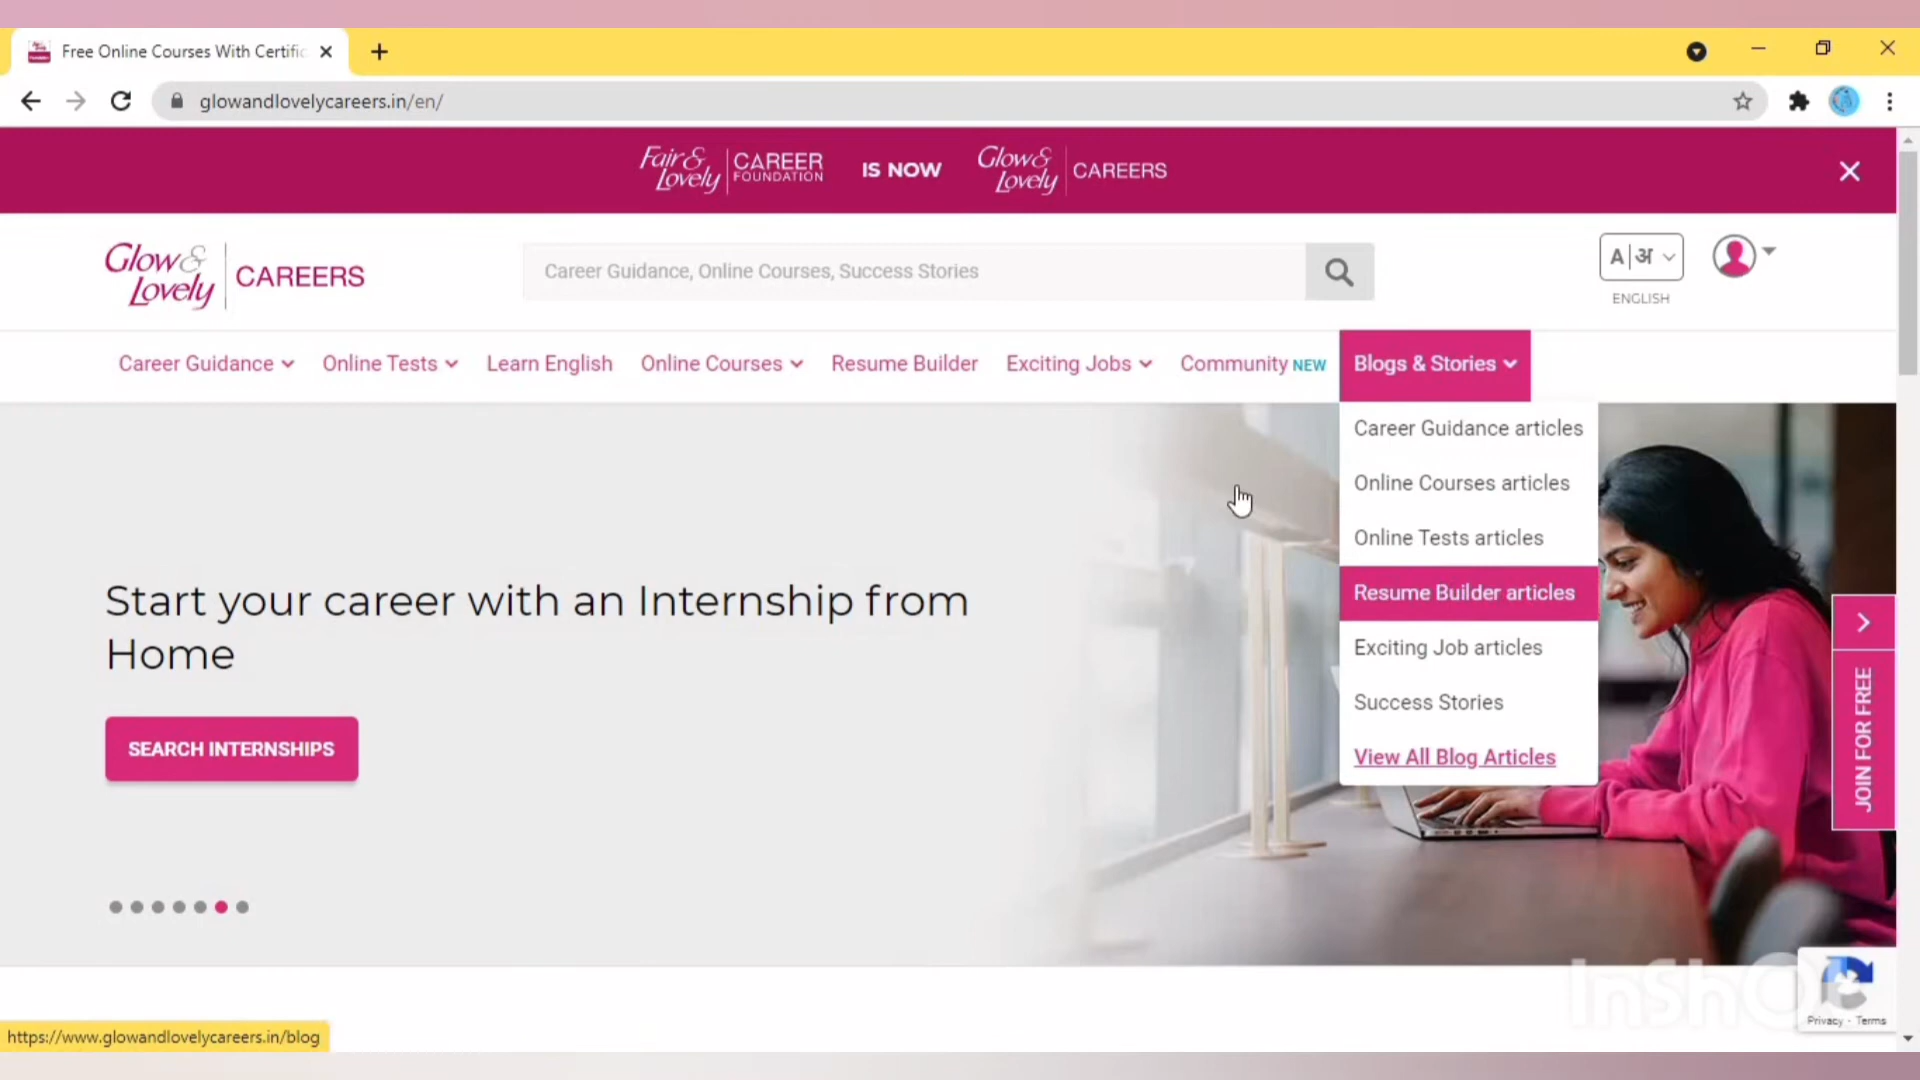 Free Online Courses With Certific
glowandlovelycareers.in/en/
Fair & Lovely CAREER FOUNDATION IS NOW Glow & Lovely CAREERS
Glow & Lovely CAREERS
Career Guidance, Online Courses, Success Stories
A|अ
ENGLISH
Career Guidance Online Tests Learn English Online Courses Resume Builder Exciting Jobs Community NEW Blogs & Stories
Career Guidance articles
Online Courses articles
Online Tests articles
Resume Builder articles
Exciting Job articles
Success Stories
View All Blog Articles
Start your career with an Internship from
Home
SEARCH INTERNSHIPS
JOIN FOR FREE
InShO
Privacy - Terms
https://www.glowandlovelycareers.in/blog